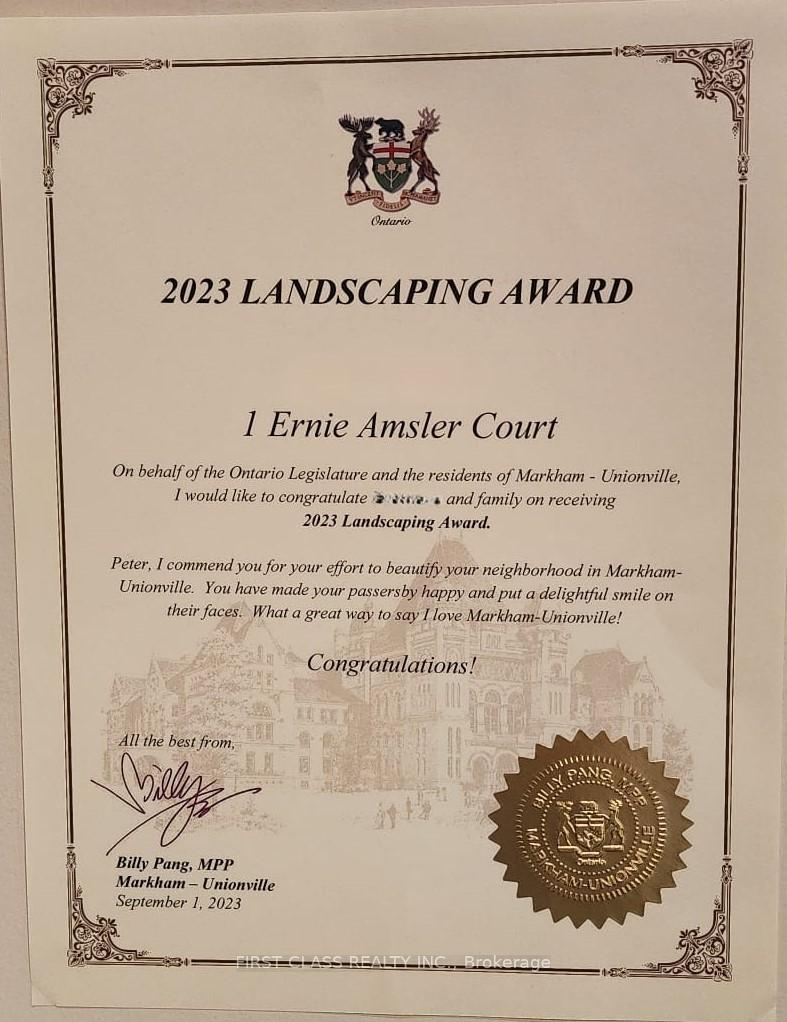 Ontario
2023 LANDSCAPING AWARD
1 Ernie Amsler Court
On behalf of the Ontario Legislature and the residents of Markham - Unionville,
I would like to congratulate and family on receiving
2023 Landscaping Award.
Peter, I commend you for your effort to beautify your neighborhood in Markham-
Unionville. You have made your passersby happy and put a delightful smile on
their faces. What a great way to say I love Markham-Unionville!
Congratulations!
All the best from,
Billy Pang, MPP
Markham – Unionville
September 1, 2023
BILLY PANG, MPP
Ontario
MARKHAM-UNIONVILLE
FIRST CLASS REALTY INC., Brokerage